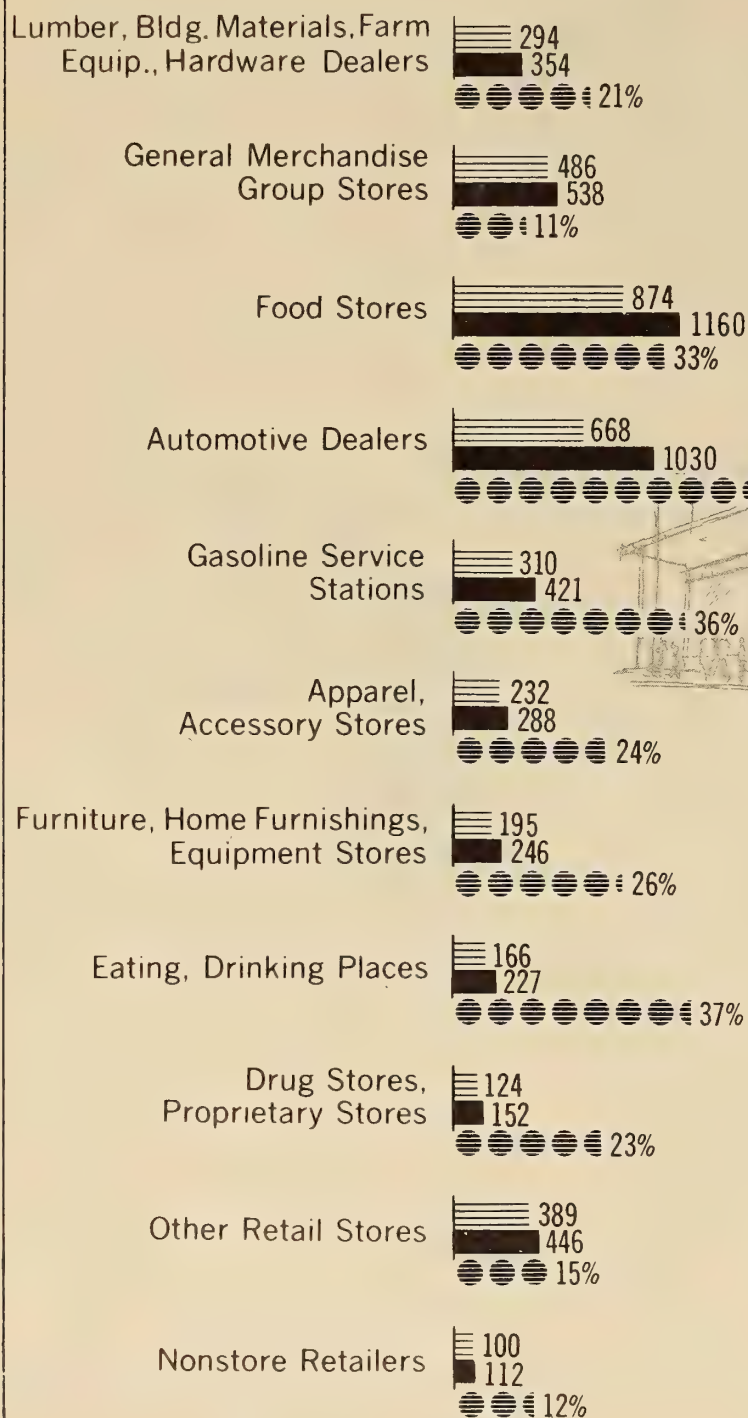 Lumber, Bldg. Materials, Farm
Equip., Hardware Dealers
294
354
21%
General Merchandise
Group Stores
486
538
11%
Food Stores
874
1160
33%
Automotive Dealers
668
1030
Gasoline Service
Stations
310
421
36%
Apparel,
Accessory Stores
232
288
24%
Furniture, Home Furnishings,
Equipment Stores
195
246
26%
Eating, Drinking Places
166
227
37%
Drug Stores,
Proprietary Stores
124
152
23%
Other Retail Stores
389
446
15%
Nonstore Retailers
100
112
12%